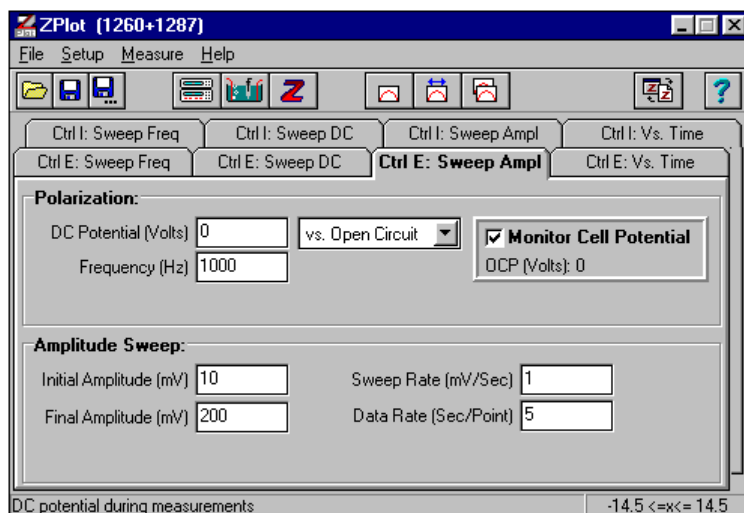 ZPlot (1260+1287)
File Setup Measure Help
Ctrl I: Sweep Freq Ctrl I: Sweep DC Ctrl I: Sweep Ampl Ctrl I: Vs. Time
Ctrl E: Sweep Freq Ctrl E: Sweep DC Ctrl E: Sweep Ampl Ctrl E: Vs. Time
Polarization:
DC Potential (Volts) 0 vs. Open Circuit Monitor Cell Potential
Frequency (Hz) 1000 OCP (Volts): 0
Amplitude Sweep:
Initial Amplitude (mV) 10 Sweep Rate (mV/Sec) 1
Final Amplitude (mV) 200 Data Rate (Sec/Point) 5
DC potential during measurements -14.5 <=x<= 14.5